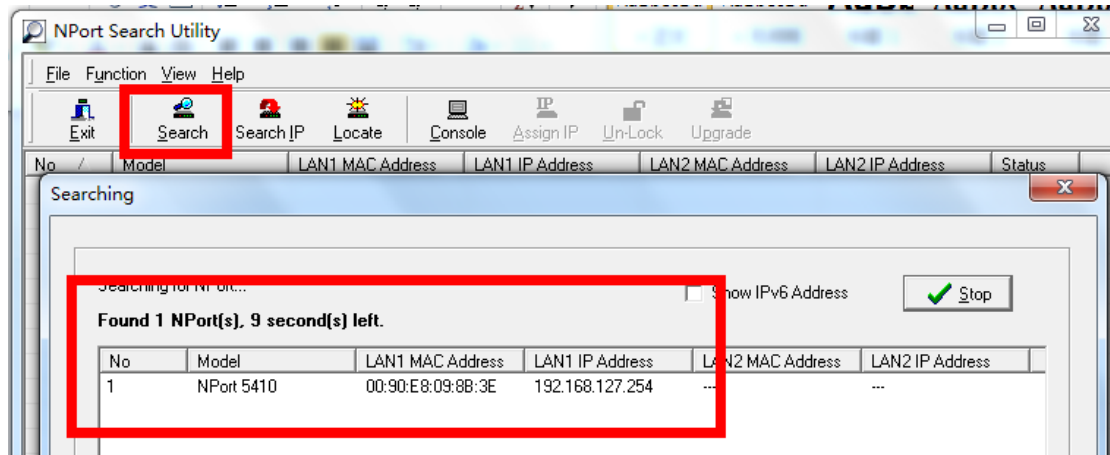 NPort Search Utility
File Function View Help
Exit Search Search IP Locate Console Assign IP Un-Lock Upgrade
No Model LAN1 MAC Address LAN1 IP Address LAN2 MAC Address LAN2 IP Address Status
Searching
Searching for NPort...
Show IPv6 Address
Stop
Found 1 NPort(s), 9 second(s) left.
No Model LAN1 MAC Address LAN1 IP Address LAN2 MAC Address LAN2 IP Address
1 NPort 5410 00:90:E8:09:8B:3E 192.168.127.254 --- ---